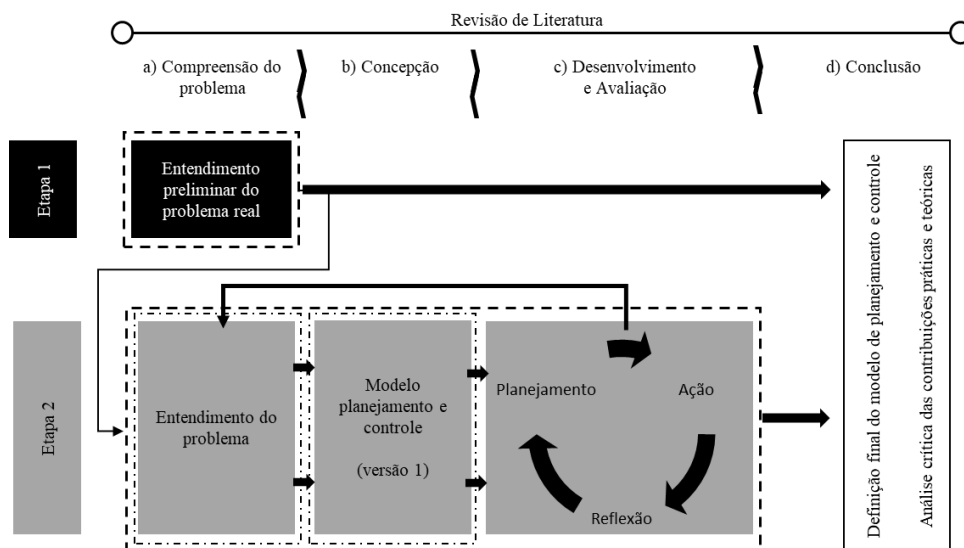 Revisão de Literatura
a) Compreensão do
problema
b) Concepção
c) Desenvolvimento
e Avaliação
d) Conclusão
Etapa 1
Entendimento
preliminar do
problema real
Etapa 2
Entendimento do
problema
Modelo
planejamento e
controle
(versão 1)
Planejamento
Ação
Reflexão
Definição final do modelo de planejamento e controle
Análise crítica das contribuições práticas e teóricas